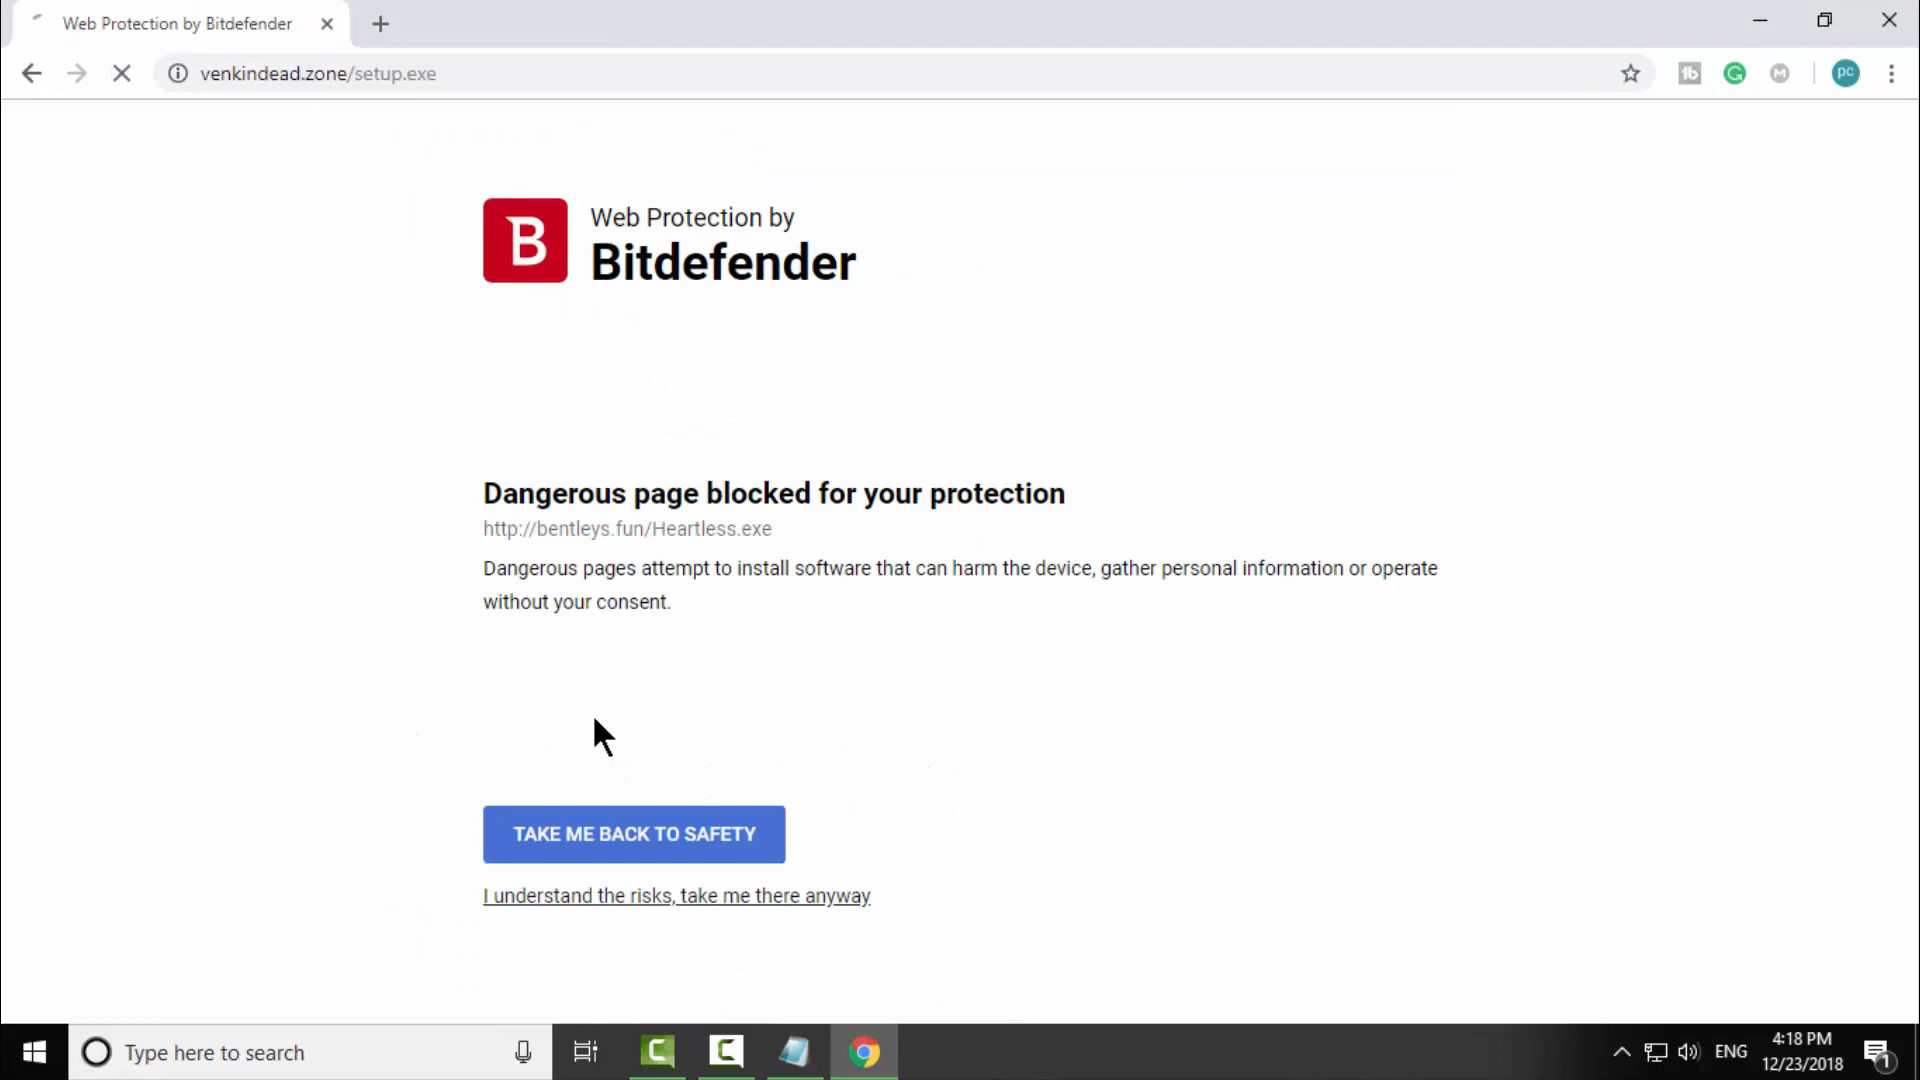 Web Protection by Bitdefender
venkindead.zone/setup.exe
pc
B
Web Protection by
Bitdefender
Dangerous page blocked for your protection
http://bentleys.fun/Heartless.exe
Dangerous pages attempt to install software that can harm the device, gather personal information or operate
without your consent.
TAKE ME BACK TO SAFETY
I understand the risks, take me there anyway
Type here to search
ENG
4:18 PM
12/23/2018
1